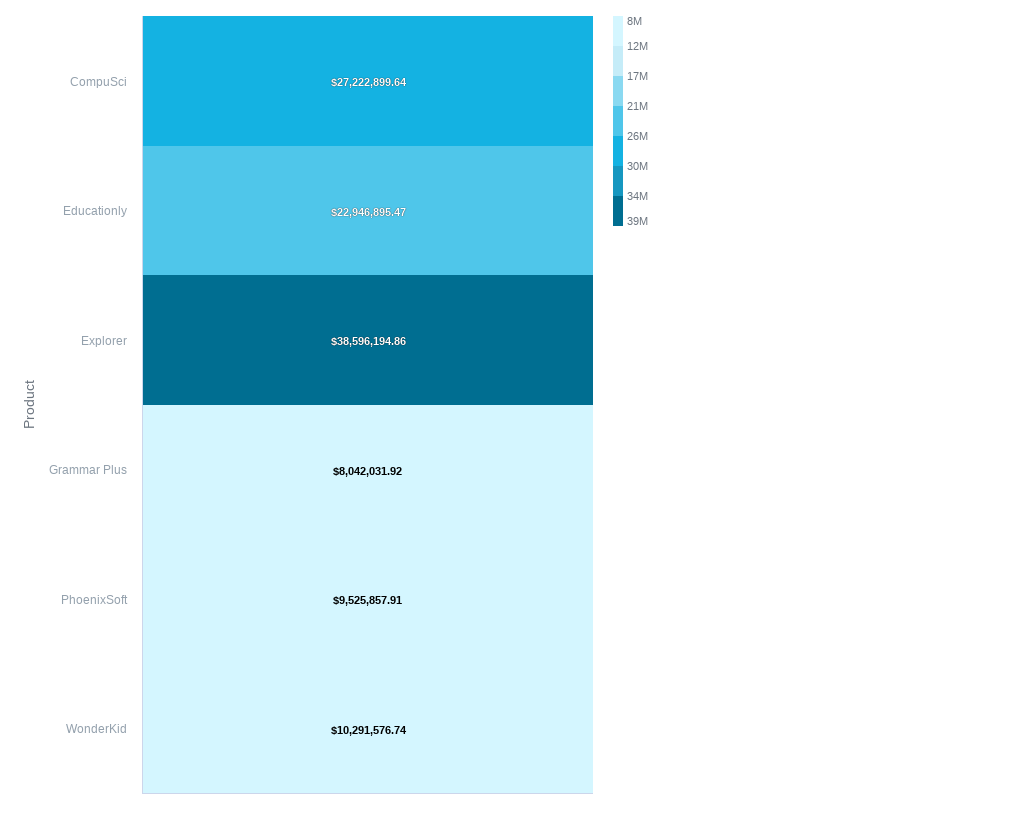 CompuSci
$27,222,899.64
Educationly
$22,946,895.47
Explorer
$38,596,194.86
Product
Grammar Plus
$8,042,031.92
PhoenixSoft
$9,525,857.91
WonderKid
$10,291,576.74
8M
12M
17M
21M
26M
30M
34M
39M